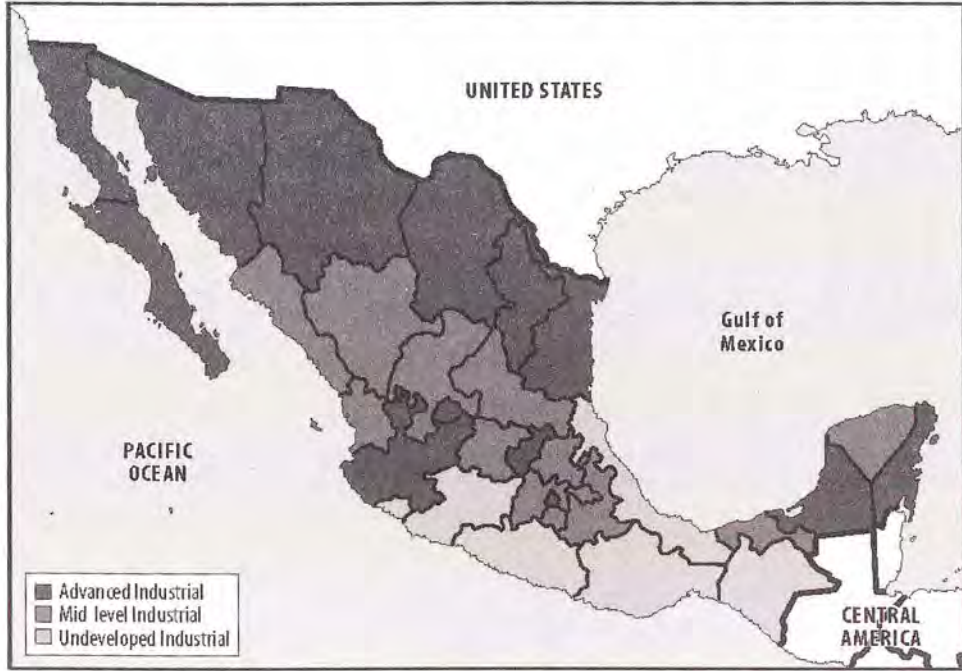 UNITED STATES
Gulf of
Mexico
PACIFIC
OCEAN
Advanced Industrial
Mid level Industrial
Undeveloped Industrial
CENTRAL
AMERICA